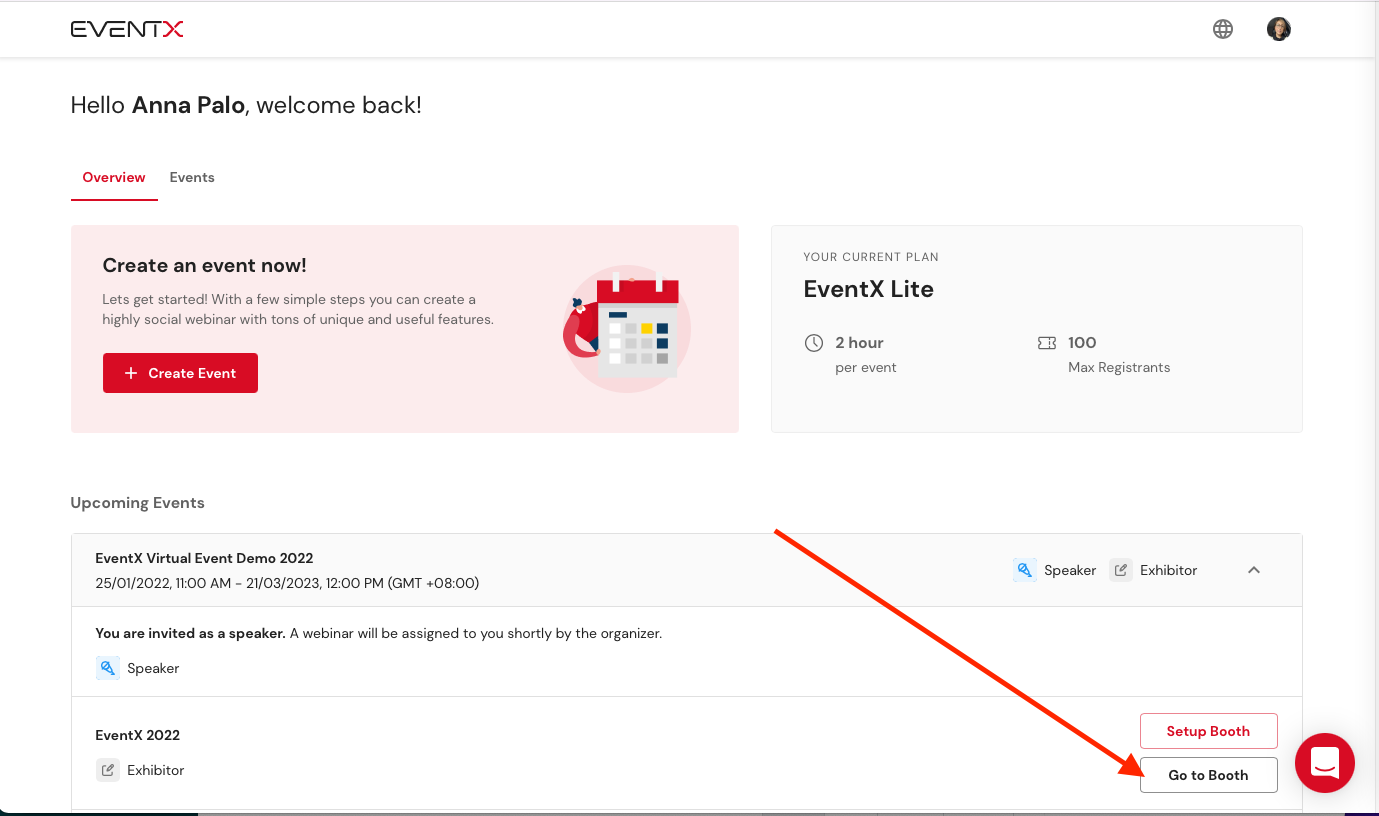 EVENTX
Hello Anna Palo, welcome back!
Overview
Events
Create an event now!
Lets get started! With a few simple steps you can create a
highly social webinar with tons of unique and useful features.
+ Create Event
YOUR CURRENT PLAN
EventX Lite
2 hour
per event
100
Max Registrants
Upcoming Events
EventX Virtual Event Demo 2022
25/01/2022, 11:00 AM – 21/03/2023, 12:00 PM (GMT +08:00)
Speaker
Exhibitor
You are invited as a speaker. A webinar will be assigned to you shortly by the organizer.
Speaker
EventX 2022
Exhibitor
Setup Booth
Go to Booth